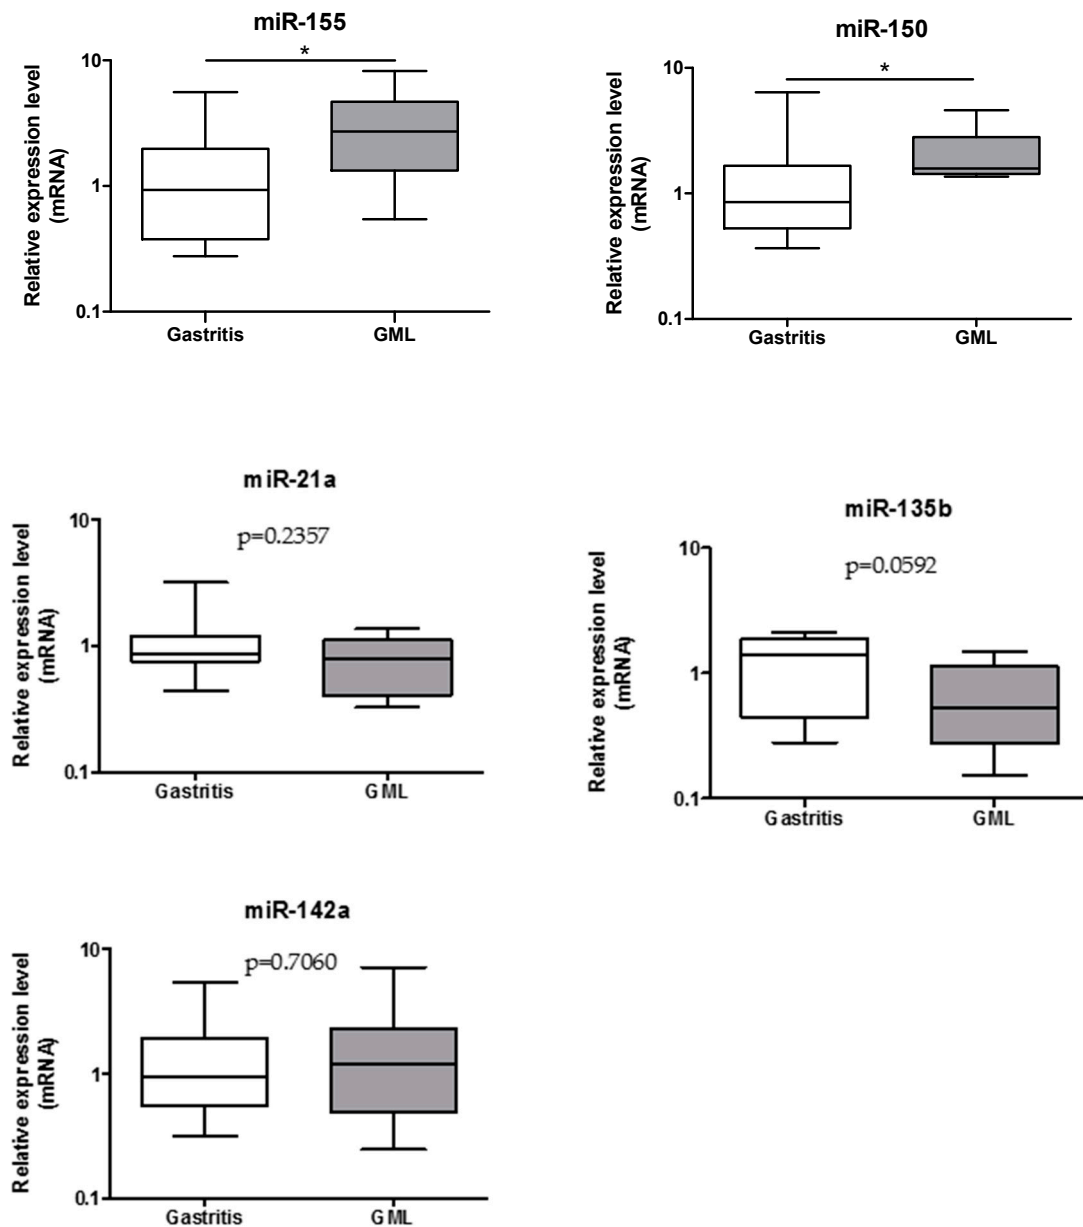 miR-155
*
Relative expression level
(mRNA)
10
1
0.1
Gastritis
GML
miR-150
*
Relative expression level
(mRNA)
10
1
0.1
Gastritis
GML
miR-21a
p=0.2357
Relative expression level
(mRNA)
10
1
0.1
Gastritis
GML
miR-135b
p=0.0592
Relative expression level
(mRNA)
10
1
0.1
Gastritis
GML
miR-142a
p=0.7060
Relative expression level
(mRNA)
10
1
0.1
Gastritis
GML